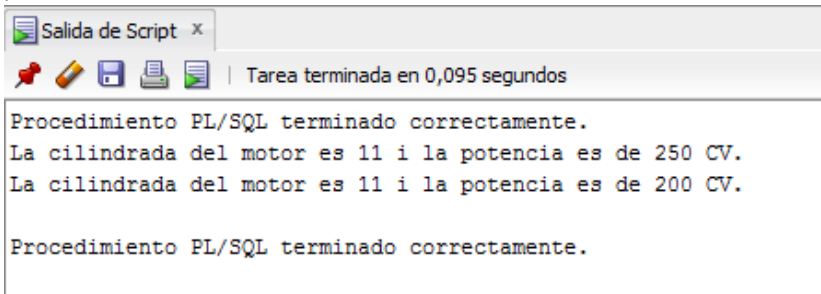 Salida de Script x
Tarea terminada en 0,095 segundos
Procedimiento PL/SQL terminado correctamente.
La cilindrada del motor es 11 i la potencia es de 250 CV.
La cilindrada del motor es 11 i la potencia es de 200 CV.
Procedimiento PL/SQL terminado correctamente.